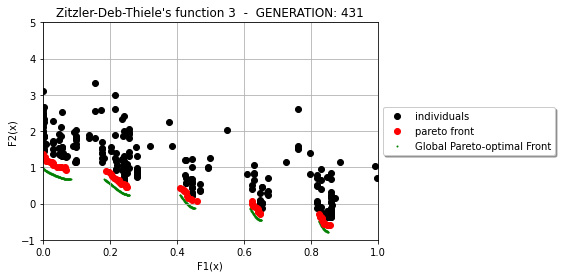 Zitzler-Deb-Thiele's function 3 - GENERATION: 431
5
4
3
2
1
0
−1
F2(x)
0.0 0.2 0.4 0.6 0.8 1.0
F1(x)
individuals
pareto front
Global Pareto-optimal Front